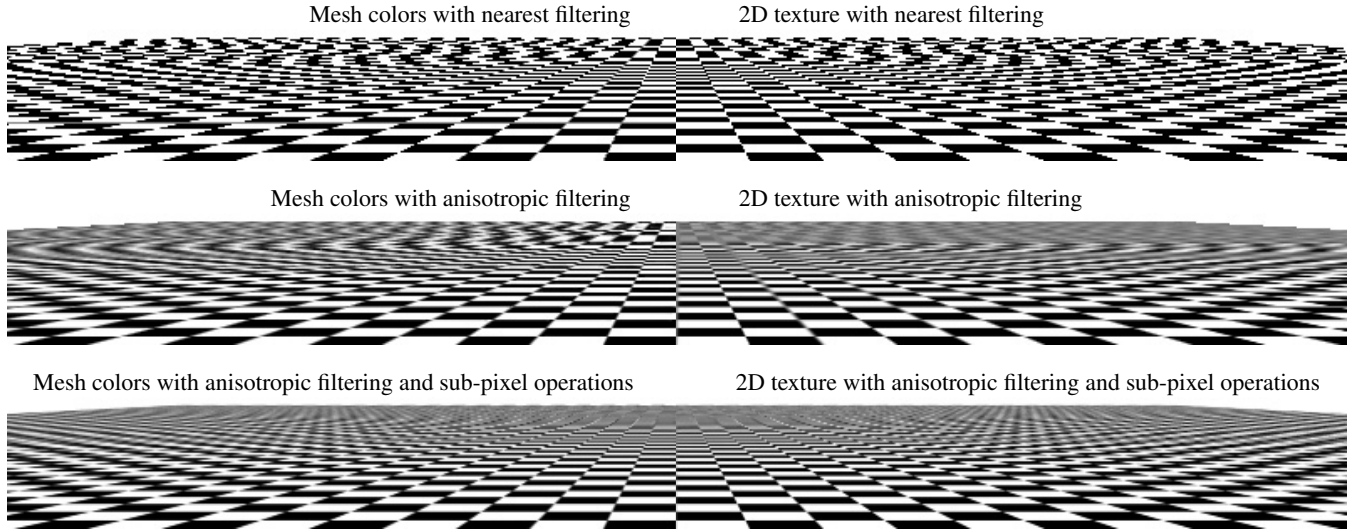 Mesh colors with nearest filtering
2D texture with nearest filtering
Mesh colors with anisotropic filtering
2D texture with anisotropic filtering
Mesh colors with anisotropic filtering and sub-pixel operations
2D texture with anisotropic filtering and sub-pixel operations